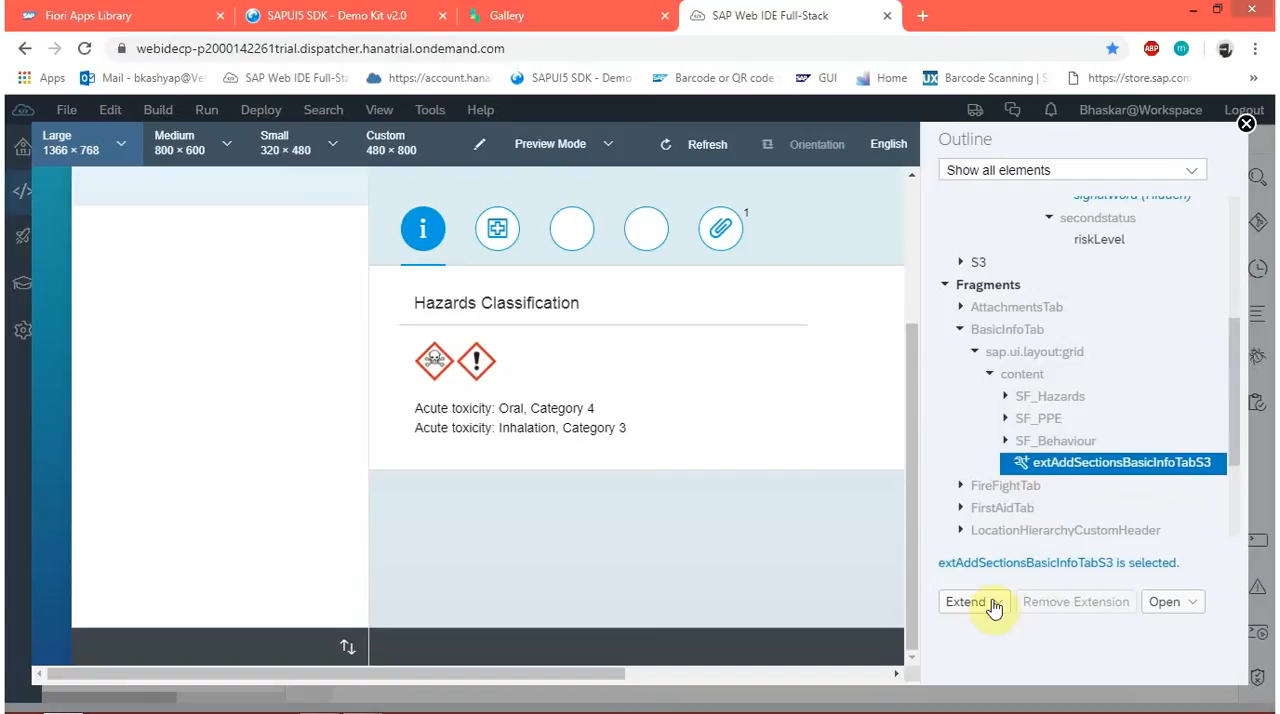 Fiori Apps Library
SAPUI5 SDK - Demo Kit v2.0
Gallery
SAP Web IDE Full-Stack
webidecp-p2000142261trial.dispatcher.hanatrial.ondemand.com
ABP
m
Apps
Mail - bkashyap@Ve
SAP Web IDE Full-Sta
https://account.hana
SAPUI5 SDK - Demo
Barcode or QR code
GUI
Home
Barcode Scanning | S
https://store.sap.com
»
File Edit Build Run Deploy Search View Tools Help
Bhaskar@Workspace
Logout
Large
1366 × 768
Medium
800 × 600
Small
320 × 480
Custom
480 × 800
Preview Mode
Refresh
Orientation
English
Outline
Show all elements
signalWord (Hidden)
secondstatus
riskLevel
S3
Fragments
AttachmentsTab
BasicInfoTab
sap.ui.layout:grid
content
SF_Hazards
SF_PPE
SF_Behaviour
extAddSectionsBasicInfoTabS3
FireFightTab
FirstAidTab
LocationHierarchyCustomHeader
extAddSectionsBasicInfoTabS3 is selected.
Extend
Remove Extension
Open
i
1
Hazards Classification
Acute toxicity: Oral, Category 4
Acute toxicity: Inhalation, Category 3